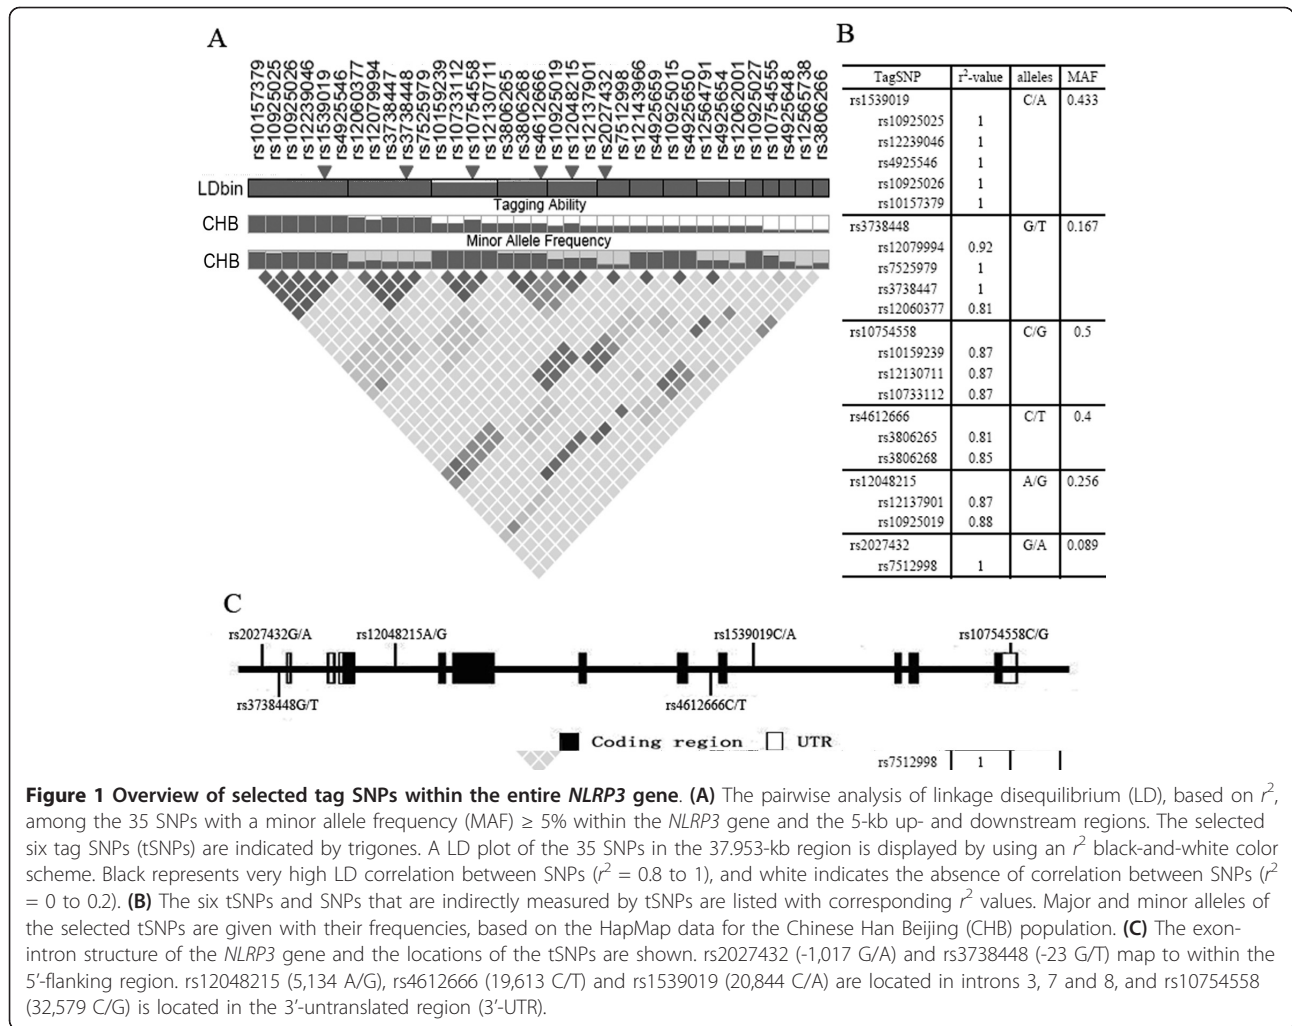 A
B
rs10157379
rs10925025
rs10925026
rs12239046
rs1539019
rs4925546
rs12060377
rs12079994
rs3738447
rs3738448
rs7525979
rs10159239
rs10733112
rs10754558
rs12130711
rs3806265
rs3806268
rs4612666
rs10925019
rs12048215
rs12137901
rs2027432
rs7512998
rs12143966
rs4925659
rs10925015
rs4925650
rs12564791
rs4925654
rs12062001
rs10925027
rs10754555
rs4925648
rs12565738
rs3806266
LDbin
Tagging Ability
CHB
Minor Allele Frequency
CHB
TagSNP r²-value alleles MAF
rs1539019 C/A 0.433
rs10925025 1
rs12239046 1
rs4925546 1
rs10925026 1
rs10157379 1
rs3738448 G/T 0.167
rs12079994 0.92
rs7525979 1
rs3738447 1
rs12060377 0.81
rs10754558 C/G 0.5
rs10159239 0.87
rs12130711 0.87
rs10733112 0.87
rs4612666 C/T 0.4
rs3806265 0.81
rs3806268 0.85
rs12048215 A/G 0.256
rs12137901 0.87
rs10925019 0.88
rs2027432 G/A 0.089
rs7512998 1
C
rs2027432G/A rs12048215A/G rs1539019C/A rs10754558C/G
rs3738448G/T rs4612666C/T
Coding region UTR
rs7512998 1
Figure 1 Overview of selected tag SNPs within the entire NLRP3 gene. (A) The pairwise analysis of linkage disequilibrium (LD), based on r²,
among the 35 SNPs with a minor allele frequency (MAF) ≥ 5% within the NLRP3 gene and the 5-kb up- and downstream regions. The selected
six tag SNPs (tSNPs) are indicated by trigones. A LD plot of the 35 SNPs in the 37.953-kb region is displayed by using an r² black-and-white color
scheme. Black represents very high LD correlation between SNPs (r² = 0.8 to 1), and white indicates the absence of correlation between SNPs (r²
= 0 to 0.2). (B) The six tSNPs and SNPs that are indirectly measured by tSNPs are listed with corresponding r² values. Major and minor alleles of
the selected tSNPs are given with their frequencies, based on the HapMap data for the Chinese Han Beijing (CHB) population. (C) The exon-
intron structure of the NLRP3 gene and the locations of the tSNPs are shown. rs2027432 (-1,017 G/A) and rs3738448 (-23 G/T) map to within the
5'-flanking region. rs12048215 (5,134 A/G), rs4612666 (19,613 C/T) and rs1539019 (20,844 C/A) are located in introns 3, 7 and 8, and rs10754558
(32,579 C/G) is located in the 3'-untranslated region (3'-UTR).